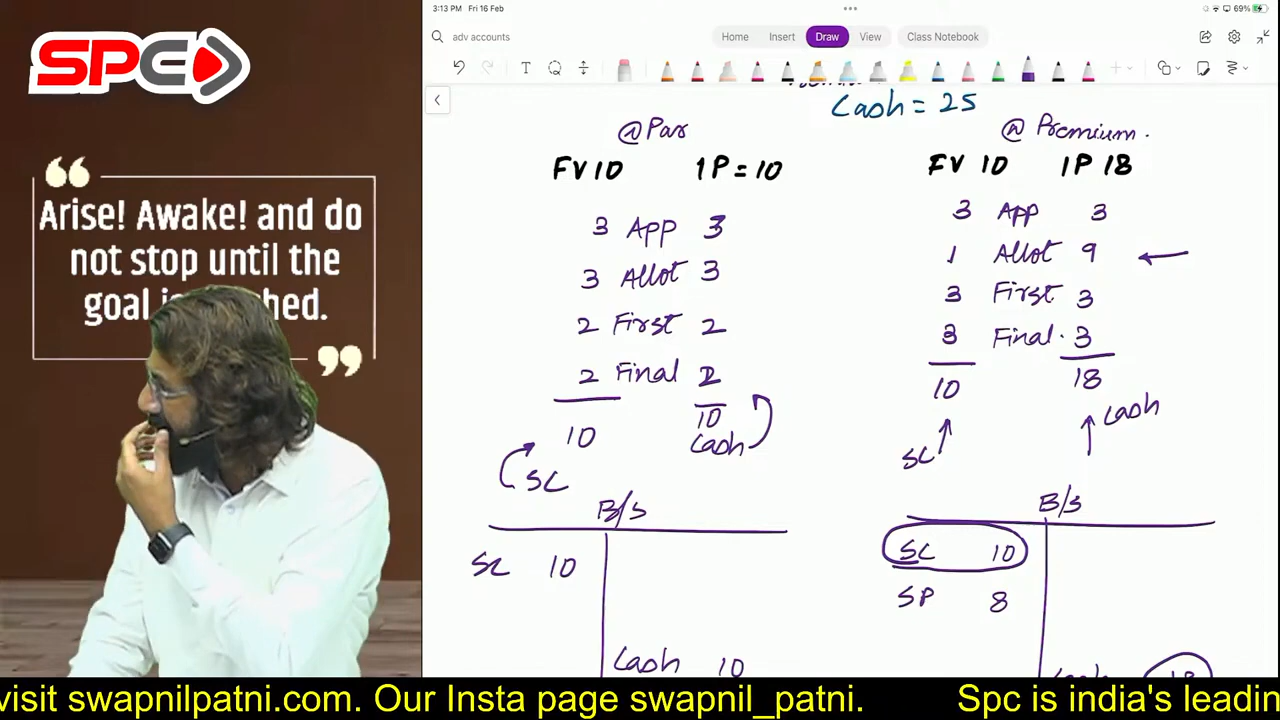 3:13 PM Fri 16 Feb
69%
adv accounts
Home Insert Draw View Class Notebook
SPC
Arise! Awake! and do
not stop until the
goal is
hed.
Cash = 25
@Par
FV 10 IP = 10
3 App 3
3 Allot 3
2 First 2
2 Final 2
10 10
Cash
SC
B/S
SC 10
Cash 10
@ Premium.
FV 10 IP 18
3 App 3
1 Allot 9
3 First 3
3 Final. 3
10 18
SC Cash
B/S
SC 10
SP 8
visit swapnilpatni.com. Our Insta page swapnil_patni. Spc is india's leadin